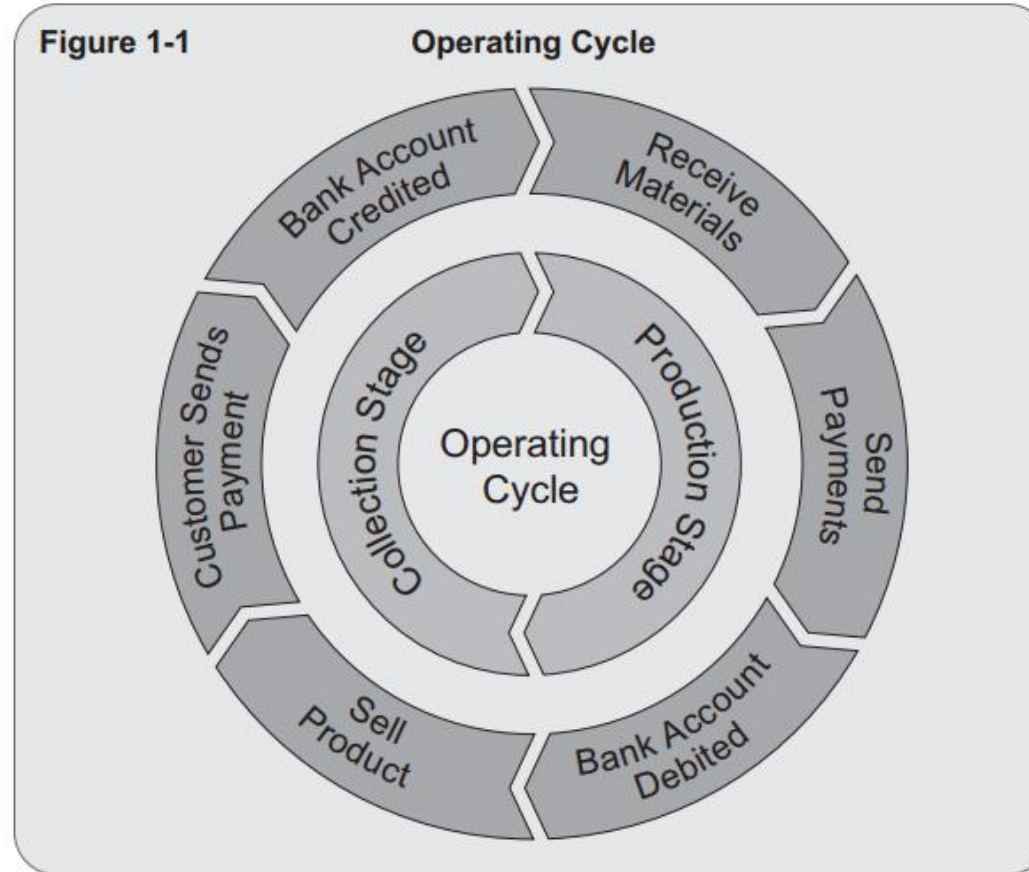 Figure 1-1
Operating Cycle
Receive
Materials
Send
Payments
Bank Account
Debited
Sell
Product
Customer Sends
Payment
Bank Account
Credited
Production Stage
Collection Stage
Operating
Cycle